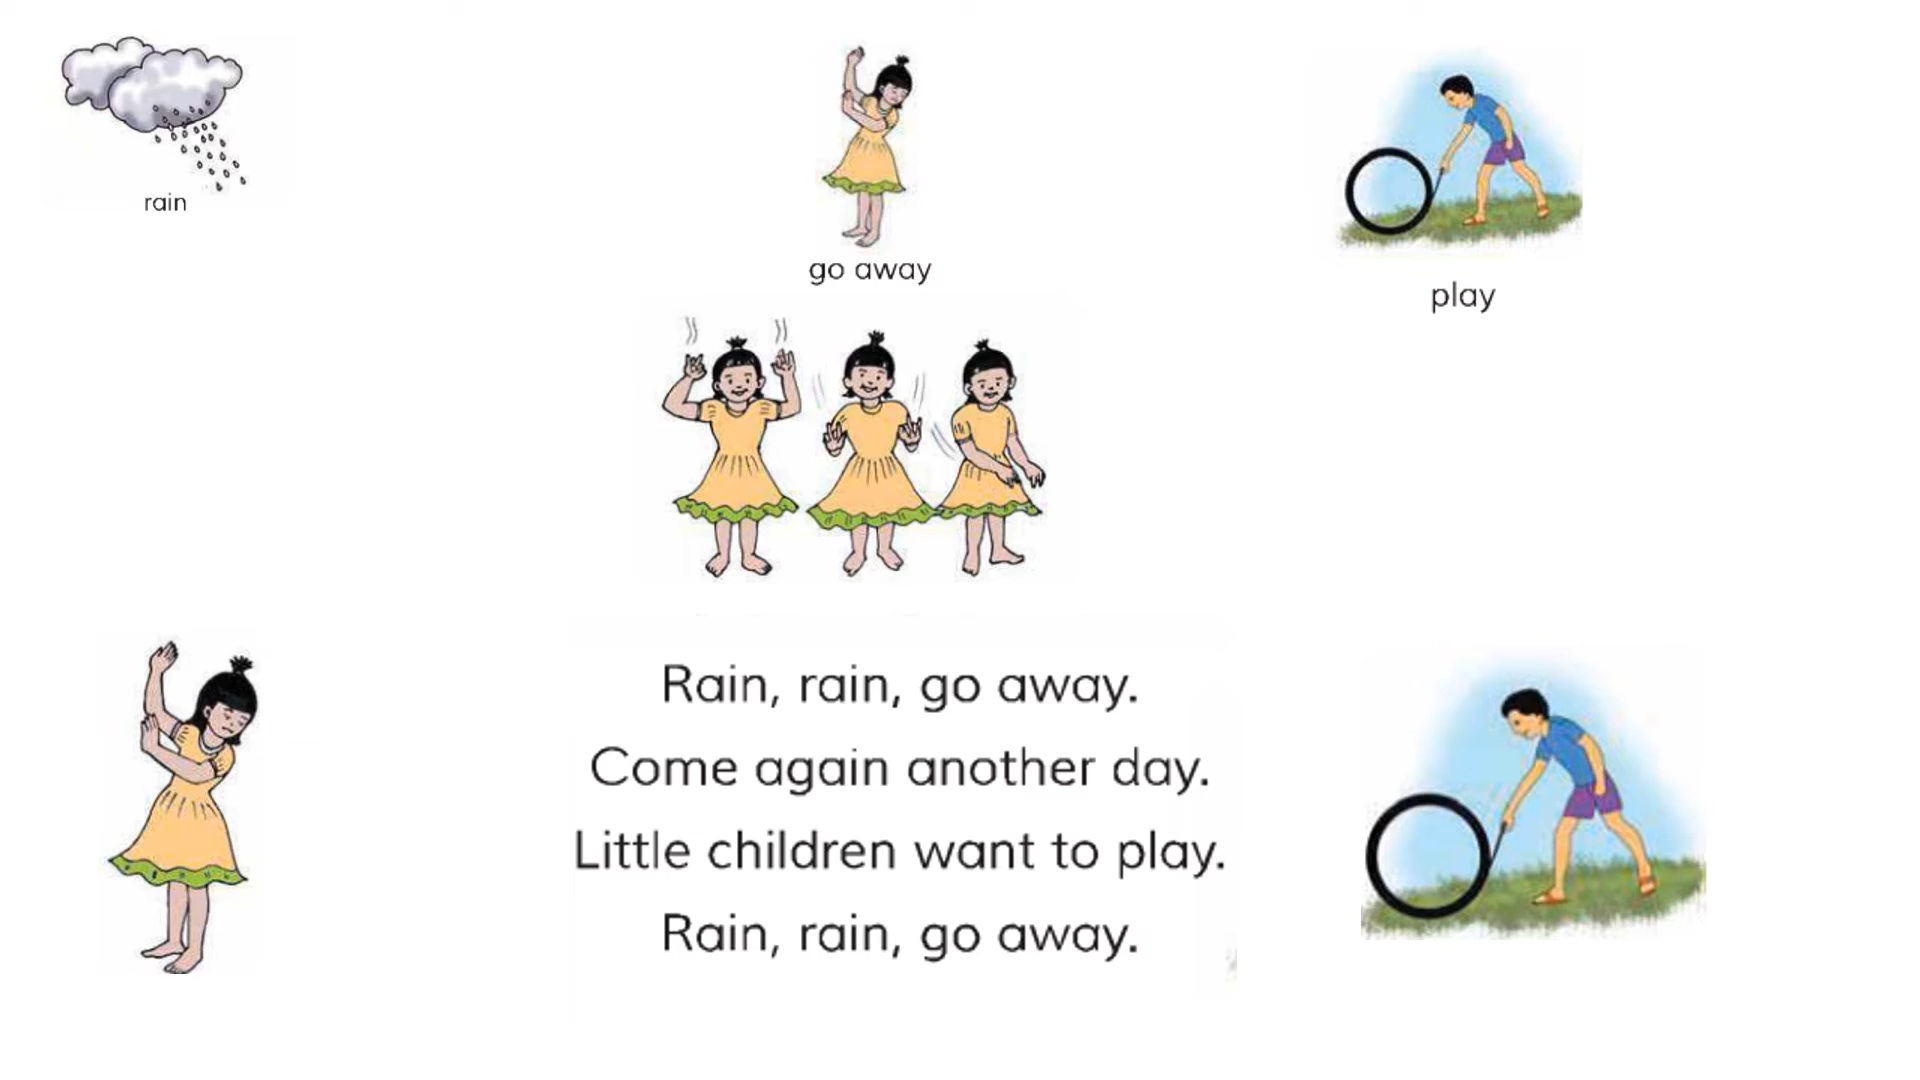 rain
go away
play
Rain, rain, go away.
Come again another day.
Little children want to play.
Rain, rain, go away.